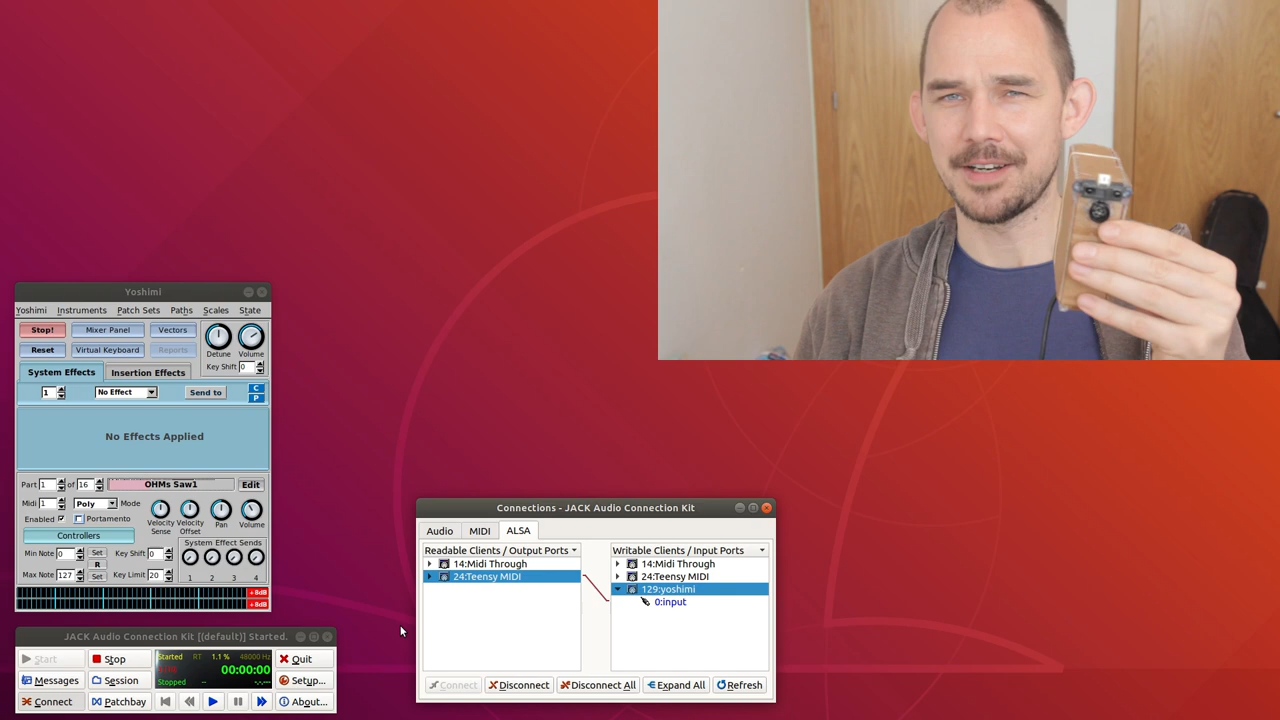 Yoshimi
Yoshimi Instruments Patch Sets Paths Scales State
Stop! Mixer Panel Vectors
Reset Virtual Keyboard Reports
Detune Volume
Key Shift 0
System Effects Insertion Effects
1 No Effect Send to C
P
No Effects Applied
Part 1 of 16 OHMs Saw1 Edit
Midi 1 Poly Mode
Enabled Portamento
Velocity Sense Velocity Offset Pan Volume
Controllers System Effect Sends
Min Note 0 Set Key Shift 0
R
Max Note 127 Set Key Limit 20
1 2 3 4
+8dB
+8dB
JACK Audio Connection Kit [(default)] Started.
Start Stop Started RT 1.1 % 48000 Hz Quit
00:00:00
Messages Session Stopped -- -.-.-- Setup...
Connect Patchbay About...
Connections - JACK Audio Connection Kit
Audio MIDI ALSA
Readable Clients / Output Ports Writable Clients / Input Ports
14:Midi Through 14:Midi Through
24:Teensy MIDI 24:Teensy MIDI
129:yoshimi
0:input
Connect Disconnect Disconnect All Expand All Refresh